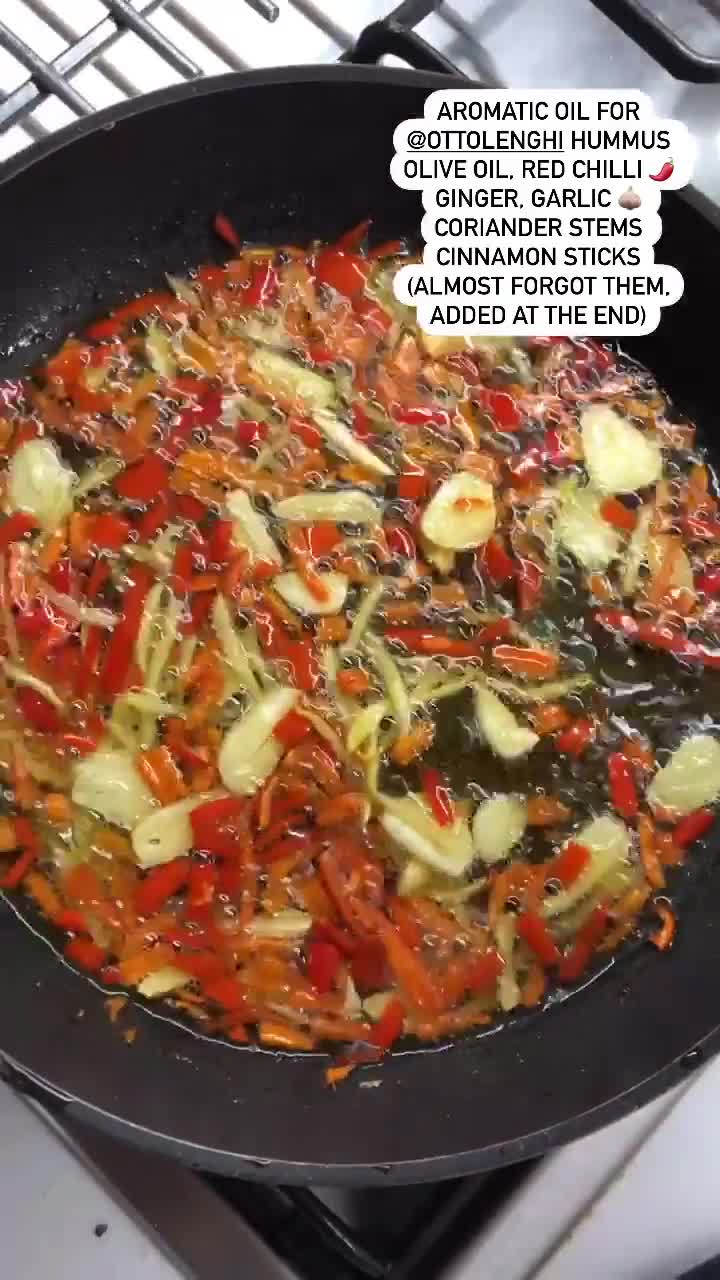 AROMATIC OIL FOR
@OTTOLENGHI HUMMUS
OLIVE OIL, RED CHILLI 🌶️
GINGER, GARLIC 🧄
CORIANDER STEMS
CINNAMON STICKS
(ALMOST FORGOT THEM,
ADDED AT THE END)